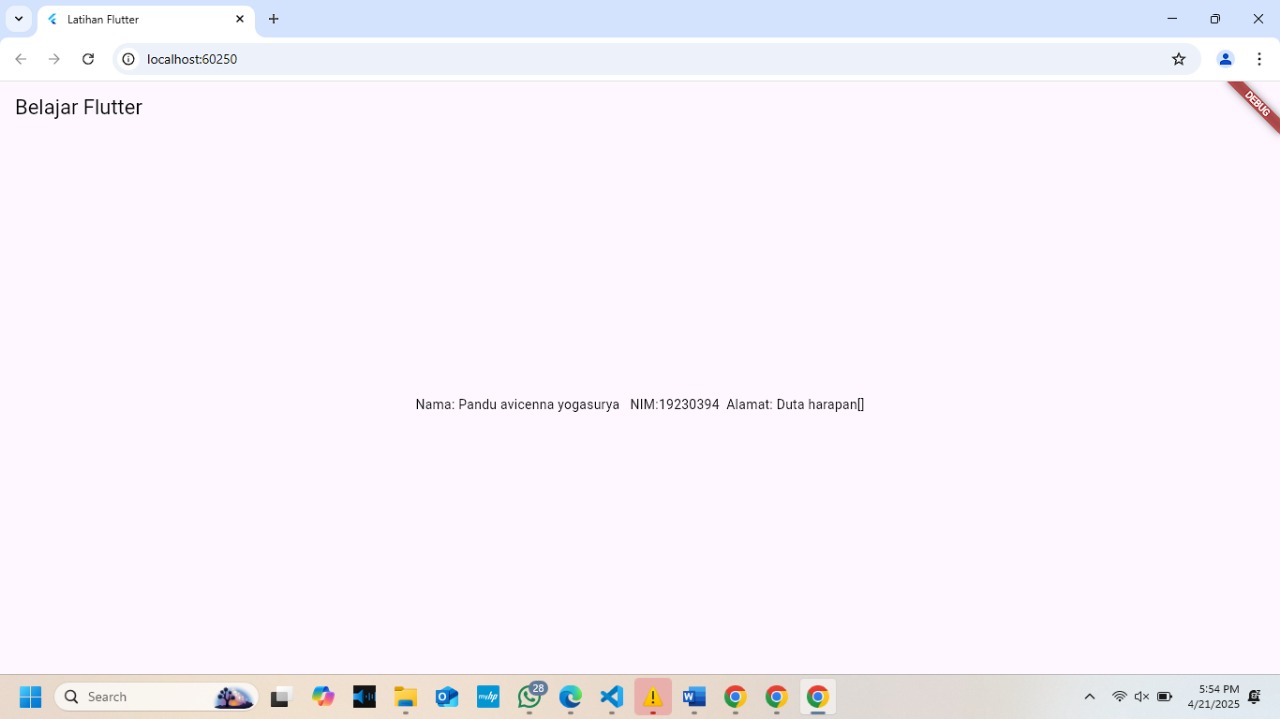 Latihan Flutter
localhost:60250
Belajar Flutter
DEBUG
Nama: Pandu avicenna yogasurya   NIM:19230394  Alamat: Duta harapan[]
Search
myhp
28
5:54 PM
4/21/2025